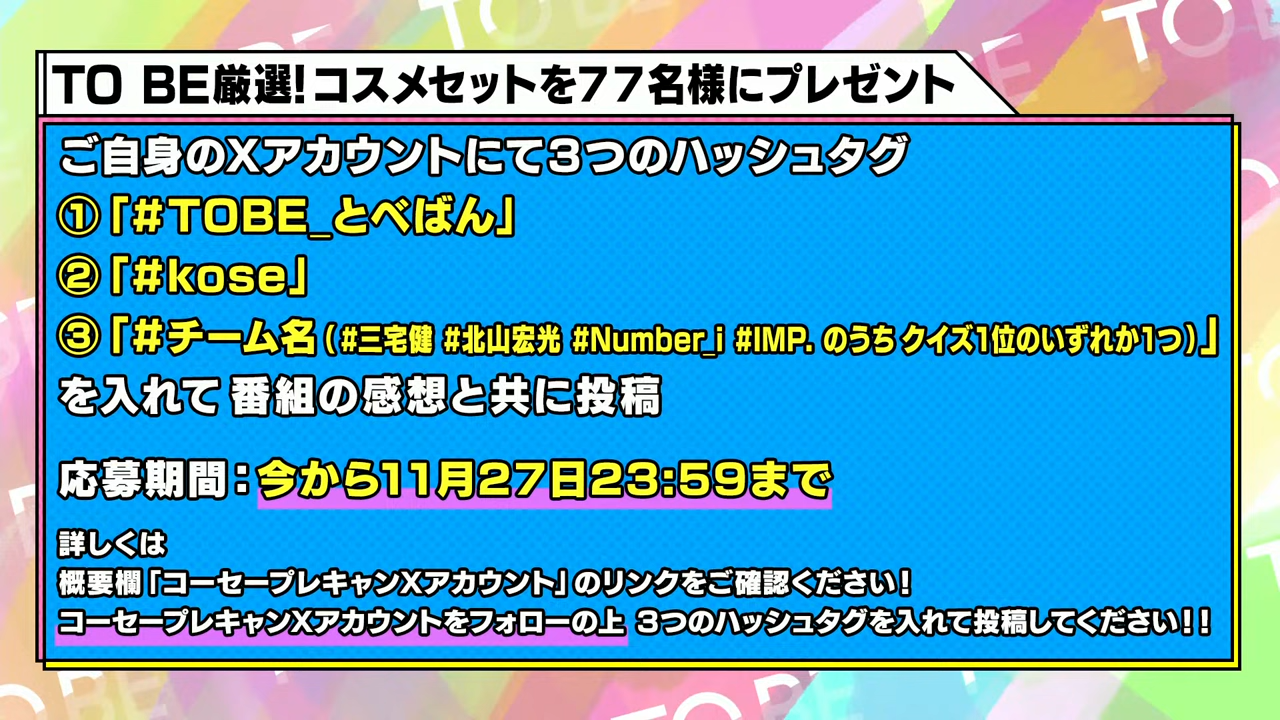 TO BE厳選!コスメセットを77名様にプレゼント
ご自身のXアカウントにて3つのハッシュタグ
①「#TOBE_とべばん」
②「#kose」
③「#チーム名(#三宅健 #北山宏光 #Number_i #IMP. のうち クイズ1位のいずれか1つ)」
を入れて 番組の感想と共に投稿
応募期間:今から11月27日23:59まで
詳しくは
概要欄「コーセープレキャンXアカウント」のリンクをご確認ください!
コーセープレキャンXアカウントをフォローの上 3つのハッシュタグを入れて投稿してください!!